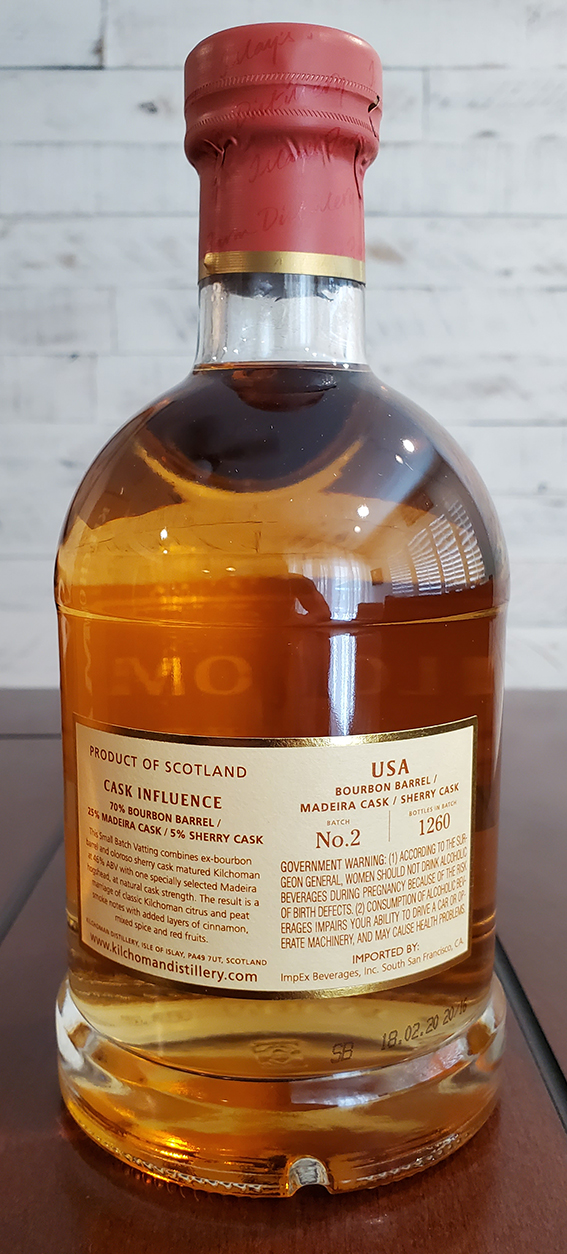 Islay's
Distillery
Islay's
Farm Distillery
PRODUCT OF SCOTLAND
CASK INFLUENCE
70% BOURBON BARREL /
25% MADEIRA CASK / 5% SHERRY CASK
This Small Batch Vatting combines ex-bourbon
barrel and oloroso sherry cask matured Kilchoman
at 46% ABV with one specially selected Madeira
hogshead, at natural cask strength. The result is a
marriage of classic Kilchoman citrus and peat
smoke notes with added layers of cinnamon,
mixed spice and red fruits.
KILCHOMAN DISTILLERY, ISLE OF ISLAY, PA49 7UT, SCOTLAND
www.kilchomandistillery.com
USA
BOURBON BARREL /
MADEIRA CASK / SHERRY CASK
BATCH
No.2
BOTTLES IN BATCH
1260
GOVERNMENT WARNING: (1) ACCORDING TO THE SUR-
GEON GENERAL, WOMEN SHOULD NOT DRINK ALCOHOLIC
BEVERAGES DURING PREGNANCY BECAUSE OF THE RISK
OF BIRTH DEFECTS. (2) CONSUMPTION OF ALCOHOLIC BEV-
ERAGES IMPAIRS YOUR ABILITY TO DRIVE A CAR OR OP-
ERATE MACHINERY, AND MAY CAUSE HEALTH PROBLEMS.
IMPORTED BY:
ImpEx Beverages, Inc. South San Francisco, CA.
SB 18.02.20 20716